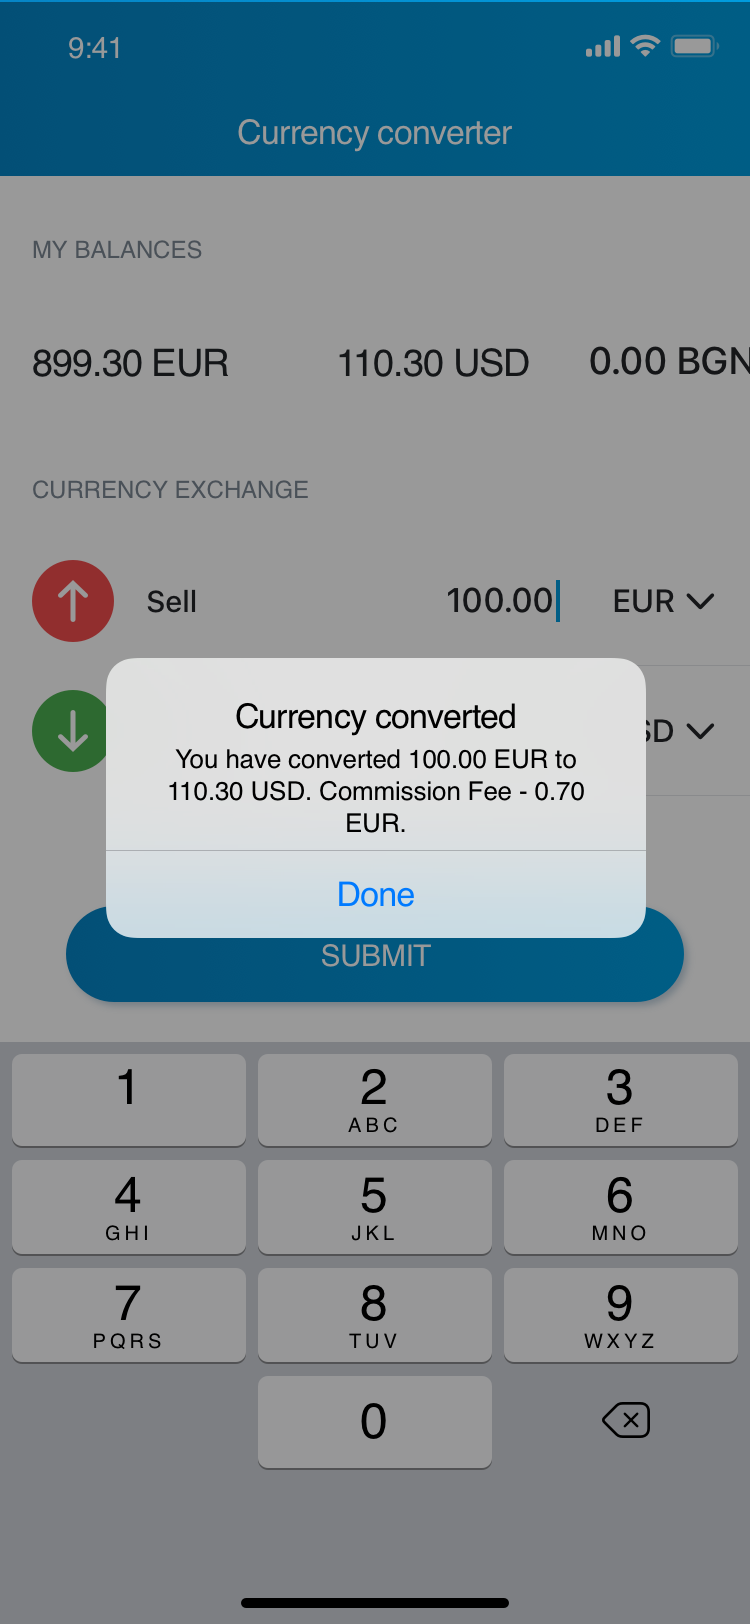 9:41
Currency converter
MY BALANCES
899.30 EUR 110.30 USD 0.00 BGN
CURRENCY EXCHANGE
Sell 100.00 EUR
SD
Currency converted
You have converted 100.00 EUR to
110.30 USD. Commission Fee - 0.70
EUR.
Done
SUBMIT
1 2 3
ABC DEF
4 5 6
GHI JKL MNO
7 8 9
PQRS TUV WXYZ
0